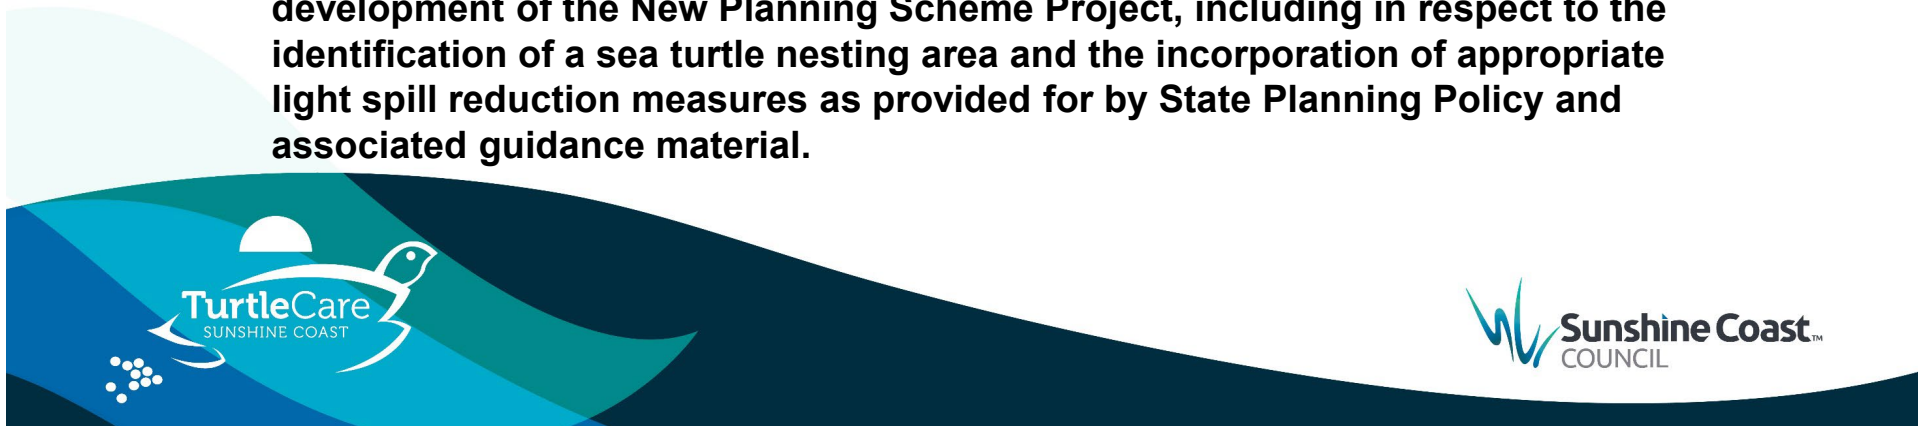 development of the New Planning Scheme Project, including in respect to the
identification of a sea turtle nesting area and the incorporation of appropriate
light spill reduction measures as provided for by State Planning Policy and
associated guidance material.
TurtleCare
SUNSHINE COAST
Sunshine Coast™
COUNCIL